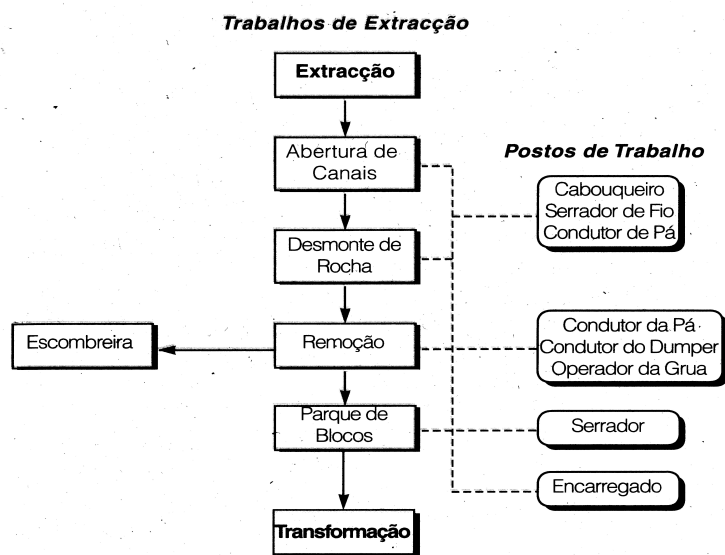 Trabalhos de Extracção
Extracção
Abertura de
Canais
Postos de Trabalho
Cabouqueiro
Serrador de Fio
Condutor de Pá
Desmonte de
Rocha
Escombreira
Remoção
Condutor da Pá
Condutor do Dumper
Operador da Grua
Parque de
Blocos
Serrador
Encarregado
Transformação